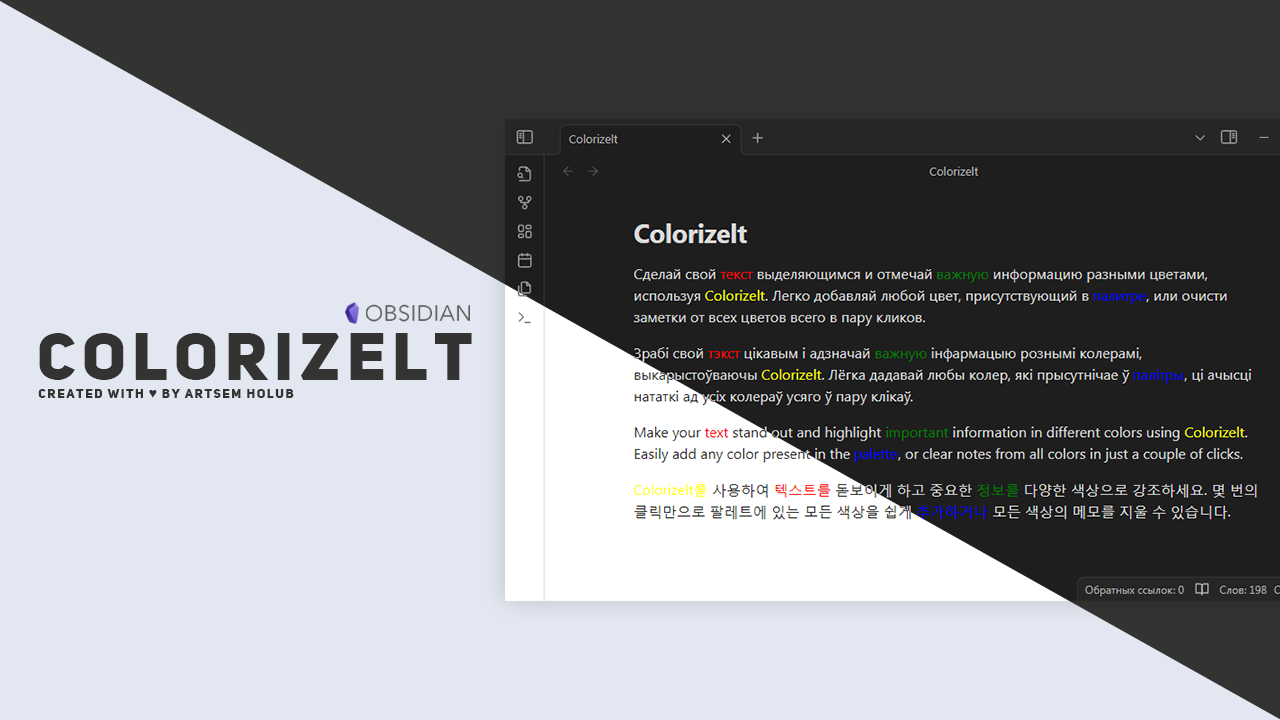 OBSIDIAN
COLORIZELT
CREATED WITH ♥ BY ARTSEM HOLUB
Colorizelt
Colorizelt
Colorizelt
Сделай свой текст выделяющимся и отмечай важную информацию разными цветами,
используя Colorizelt. Легко добавляй любой цвет, присутствующий в палитре, или очисти
заметки от всех цветов всего в пару кликов.
Зрабі свой тэкст цікавым і адзначай важную інфармацыю рознымі колерамі,
выкарыстоўваючы Colorizelt. Лёгка дадавай любы колер, які прысутнічае ў палітры, ці ачысці
нататкі ад усіх колераў усяго ў пару клікаў.
Make your text stand out and highlight important information in different colors using Colorizelt.
Easily add any color present in the palette, or clear notes from all colors in just a couple of clicks.
Colorizelt를 사용하여 텍스트를 돋보이게 하고 중요한 정보를 다양한 색상으로 강조하세요. 몇 번의
클릭만으로 팔레트에 있는 모든 색상을 쉽게 추가하거나 모든 색상의 메모를 지울 수 있습니다.
Обратных ссылок: 0 Слов: 198